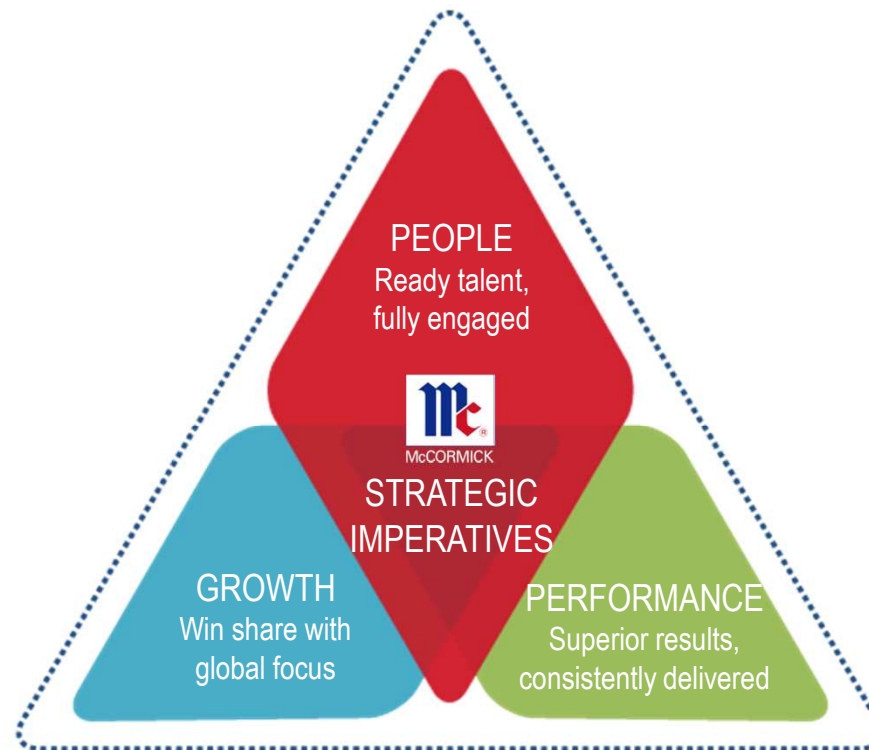 PEOPLE
Ready talent,
fully engaged
Mc®
McCORMICK
STRATEGIC
IMPERATIVES
GROWTH
Win share with
global focus
PERFORMANCE
Superior results,
consistently delivered